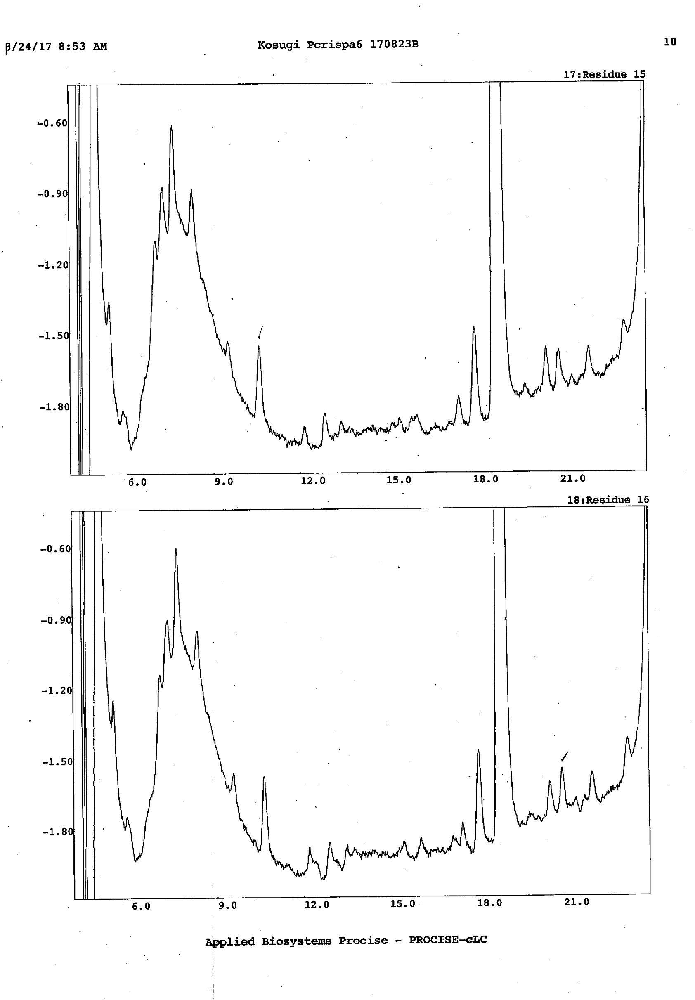 8/24/17 8:53 AM
Kosugi Pcrispa6 170823B
10
17:Residue 15
-0.60
-0.90
-1.20
-1.50
-1.80
6.0 9.0 12.0 15.0 18.0 21.0
18:Residue 16
-0.60
-0.90
-1.20
-1.50
-1.80
6.0 9.0 12.0 15.0 18.0 21.0
Applied Biosystems Procise - PROCISE-cLC